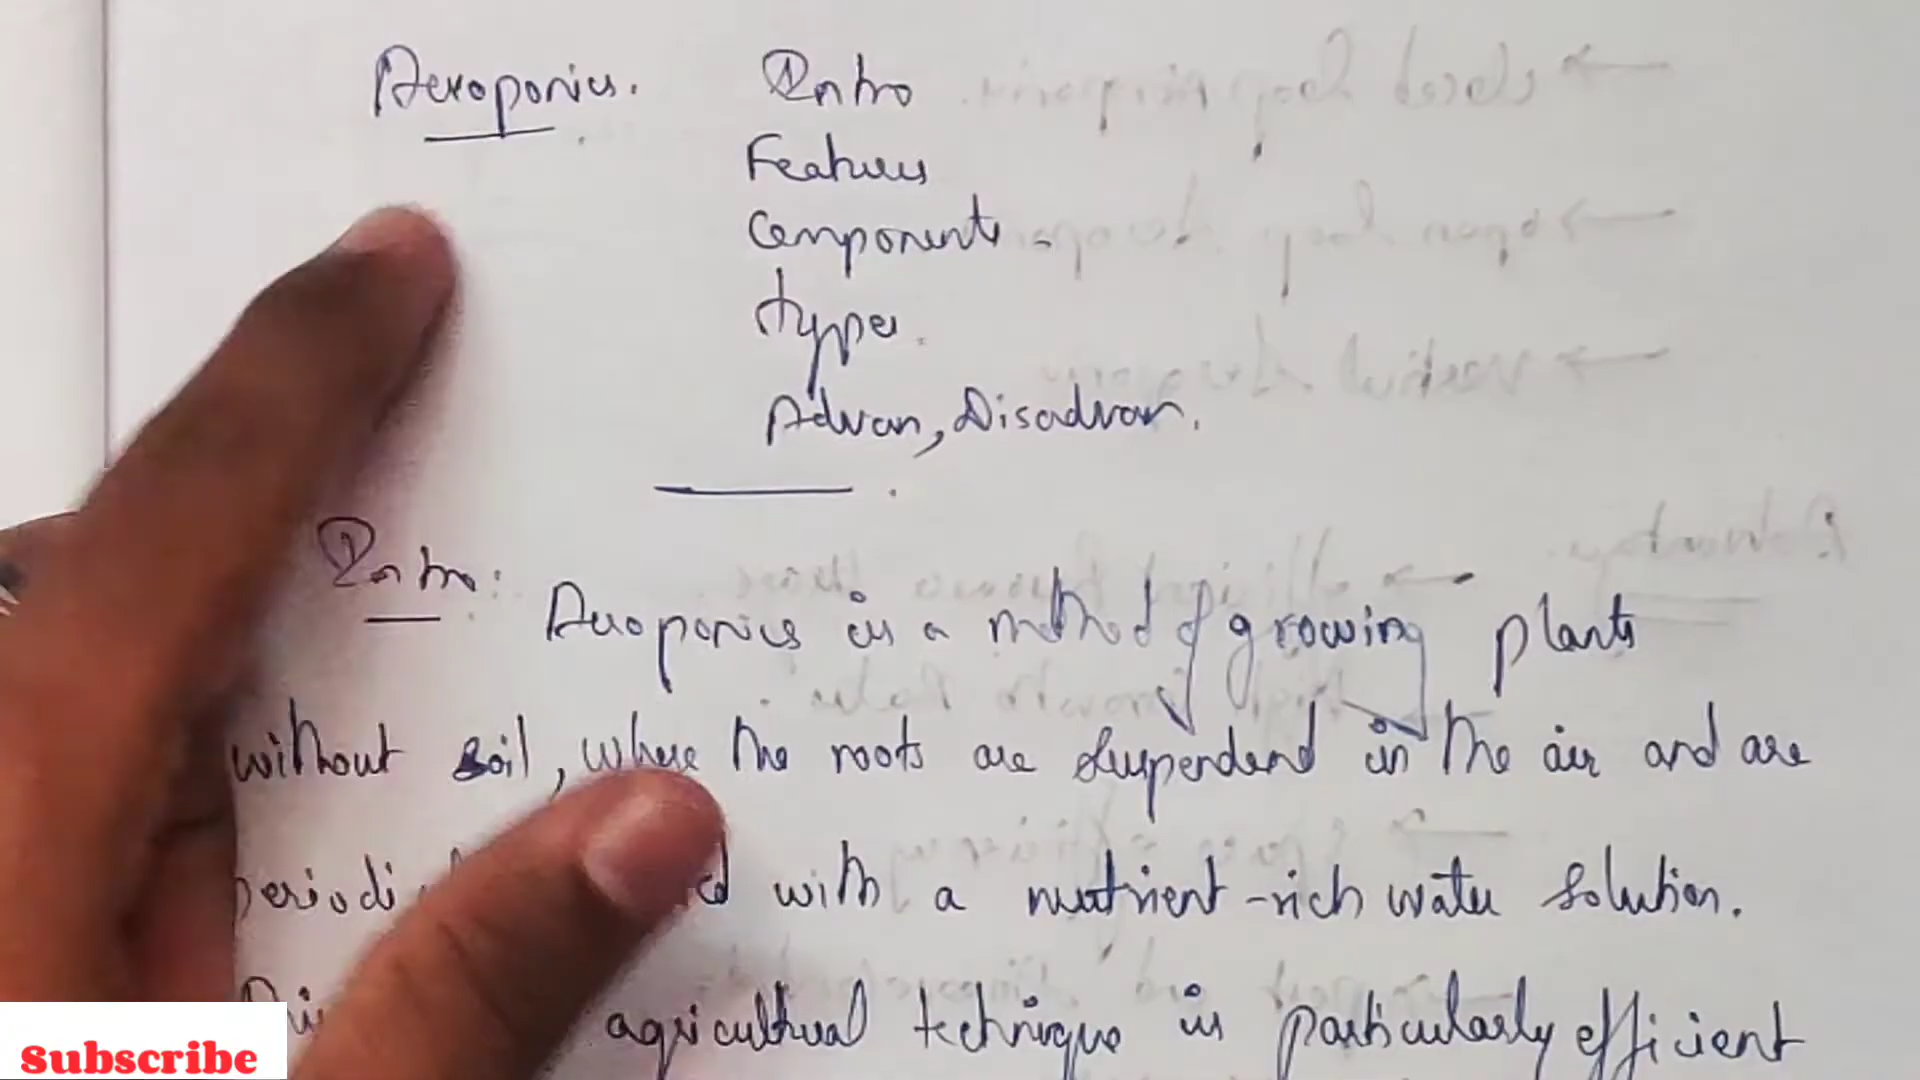 Aeroponics.
Intro
Features
Components.
types.
Advan, Disadvan.
Intro:
Aeroponics is a method of growing plants
without soil, where the roots are suspendend in the air and are
with a nutrient-rich water solution.
agricultural technique is particularly efficient
Subscribe